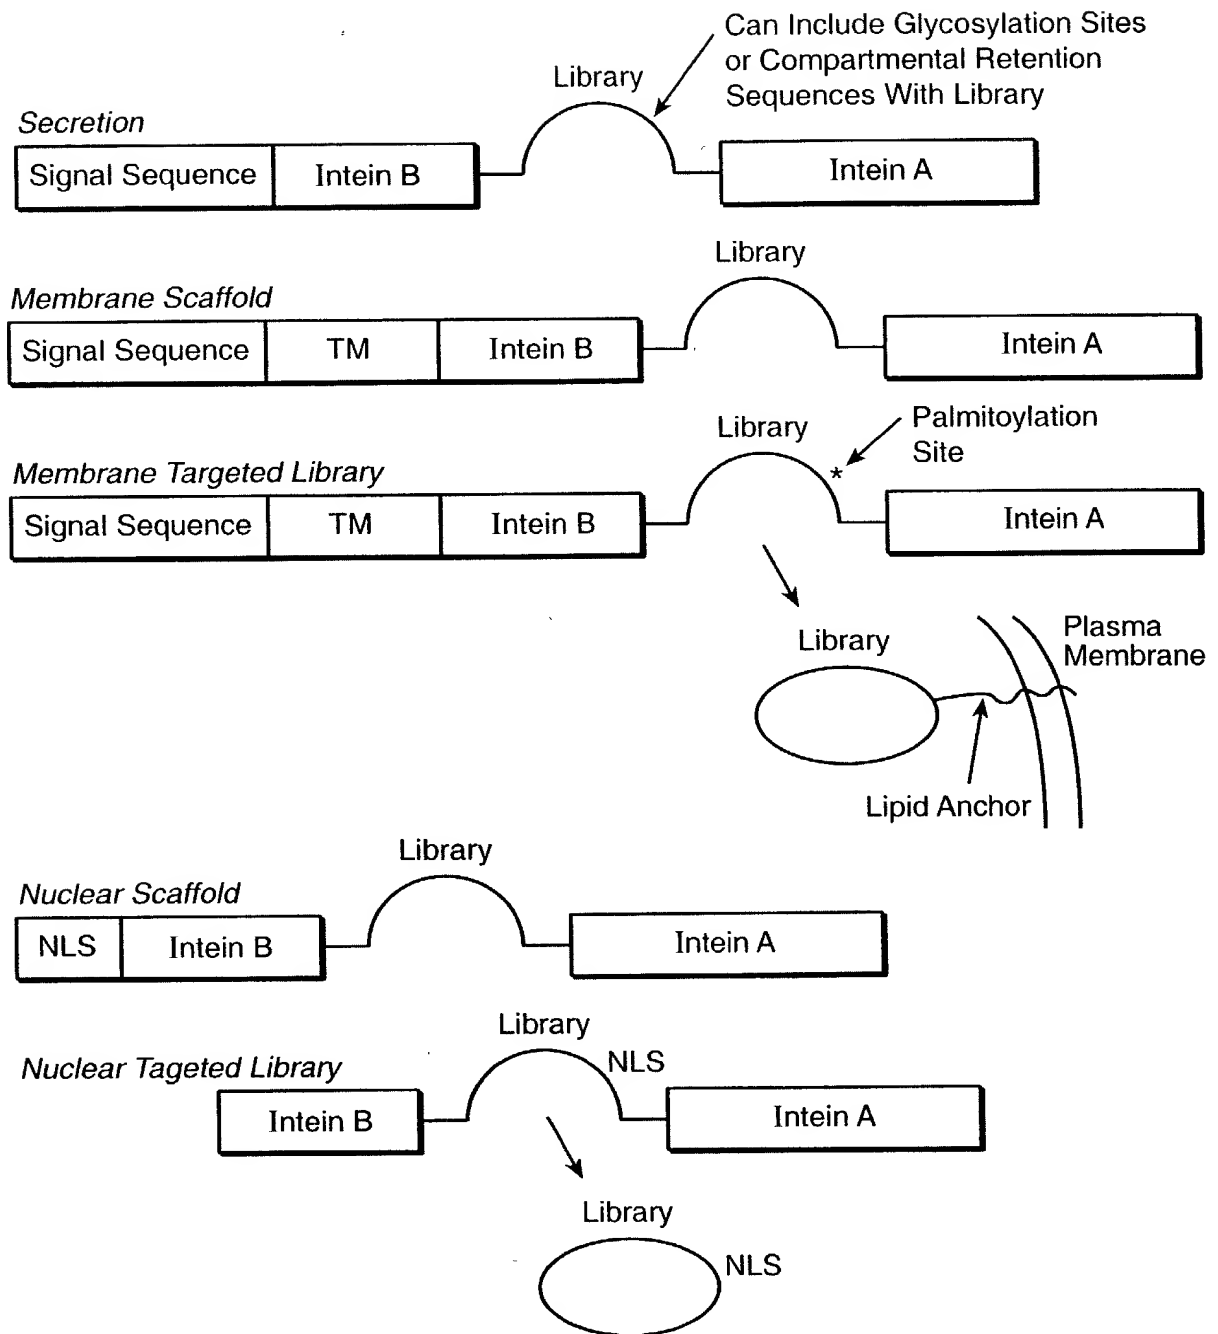 Can Include Glycosylation Sites
or Compartmental Retention
Sequences With Library
Library
Secretion
Signal Sequence
Intein B
Intein A
Library
Membrane Scaffold
Signal Sequence
TM
Intein B
Intein A
Library
Palmitoylation
Site
*
Membrane Targeted Library
Signal Sequence
TM
Intein B
Intein A
Library
Plasma
Membrane
Lipid Anchor
Library
Nuclear Scaffold
NLS
Intein B
Intein A
Library
NLS
Nuclear Tageted Library
Intein B
Intein A
Library
NLS